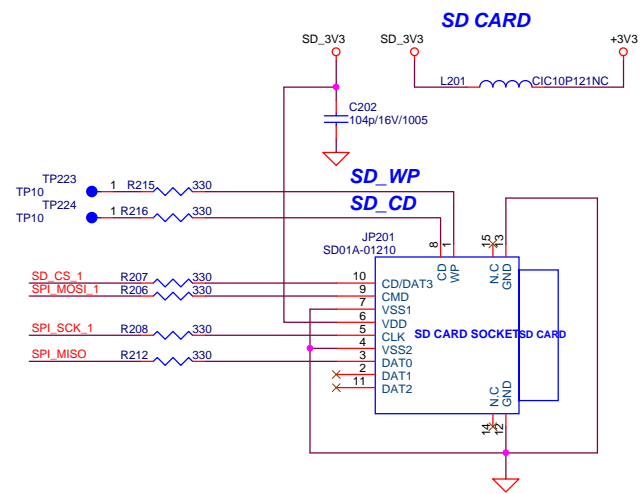 SD CARD
SD_3V3
SD_3V3
+3V3
L201
CIC10P121NC
C202
104p/16V/1005
TP223
TP10
1
R215
330
SD_WP
TP224
TP10
1
R216
330
SD_CD
JP201
SD01A-01210
8
1
15
13
CD
WP
N.C
GND
SD_CS_1
R207
330
10
CD/DAT3
SPI_MOSI_1
R206
330
9
CMD
7
VSS1
6
VDD
SPI_SCK_1
R208
330
5
CLK
SD CARD SOCKET
SD CARD
4
VSS2
SPI_MISO
R212
330
3
DAT0
2
DAT1
11
DAT2
N.C
GND
14
12